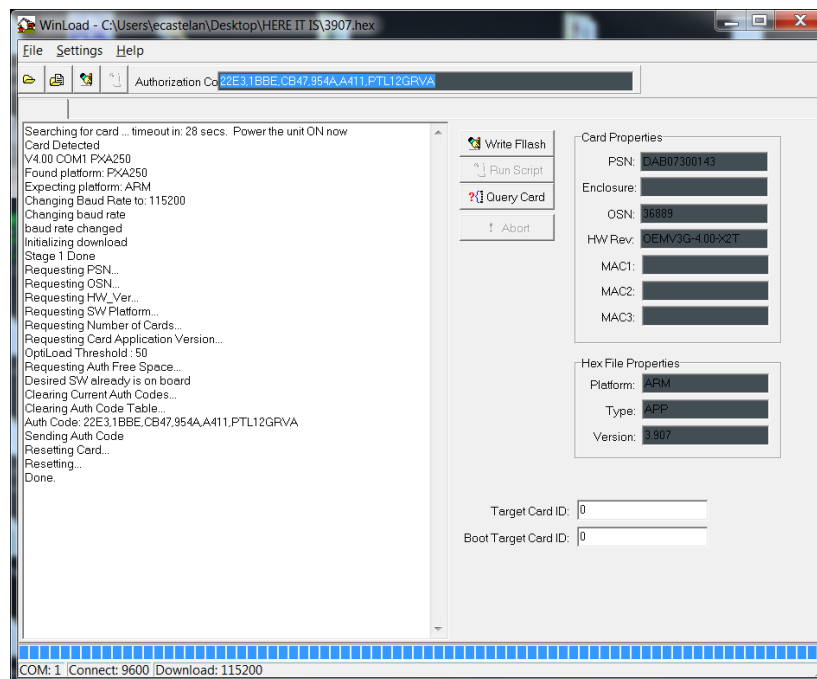 WinLoad - C:\Users\ecastelan\Desktop\HERE IT IS\3907.hex
File Settings Help
Authorization Co 22E3,1BBE,CB47,954A,A411,PTL12GRVA
Searching for card ... timeout in: 28 secs. Power the unit ON now
Card Detected
V4.00 COM1 PXA250
Found platform: PXA250
Expecting platform: ARM
Changing Baud Rate to: 115200
Changing baud rate
baud rate changed
Initializing download
Stage 1 Done
Requesting PSN...
Requesting OSN...
Requesting HW_Ver...
Requesting SW Platform...
Requesting Number of Cards...
Requesting Card Application Version...
OptiLoad Threshold : 50
Requesting Auth Free Space...
Desired SW already is on board
Clearing Current Auth Codes...
Clearing Auth Code Table...
Auth Code: 22E3,1BBE,CB47,954A,A411,PTL12GRVA
Sending Auth Code
Resetting Card...
Resetting...
Done.
Write Fllash
Run Script
?{} Query Card
! Abort
Card Properties
PSN: DAB07300143
Enclosure:
OSN: 36889
HW Rev: OEMV3G-4.00-X2T
MAC1:
MAC2:
MAC3:
Hex File Properties
Platform: ARM
Type: APP
Version: 3.907
Target Card ID: 0
Boot Target Card ID: 0
COM: 1 Connect: 9600 Download: 115200